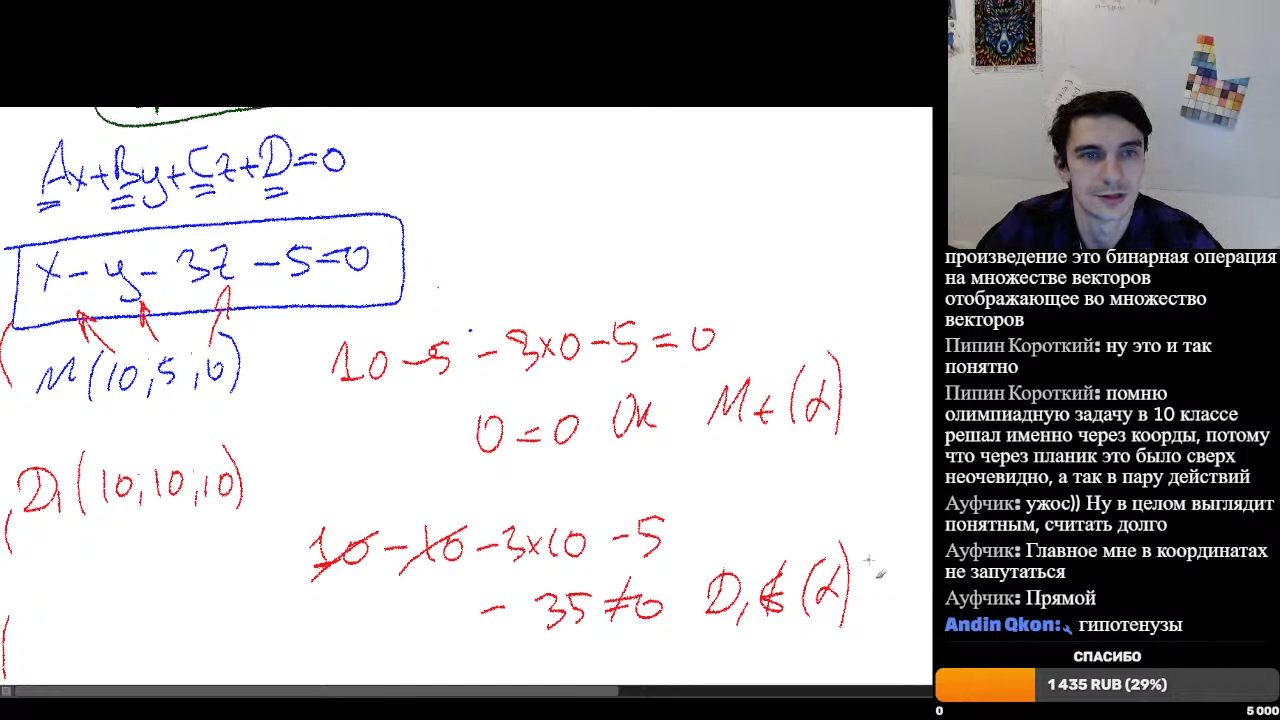 Ax+By+Cz+D=0
x-y-3z-5=0
M(10;5;0)
10-5-3×0-5=0
0=0 Ок M∈(α)
D₁(10;10;10)
10-10-3×10-5
-35≠0 D₁∉(α)
произведение это бинарная операция
на множестве векторов
отображающее во множество
векторов
Пипин Короткий: ну это и так
понятно
Пипин Короткий: помню
олимпиадную задачу в 10 классе
решал именно через коорды, потому
что через планик это было сверх
неочевидно, а так в пару действий
Ауфчик: ужос)) Ну в целом выглядит
понятным, считать долго
Ауфчик: Главное мне в координатах
не запутаться
Ауфчик: Прямой
Andin Qkon: гипотенузы
СПАСИБО
1 435 RUB (29%)
0 5 000